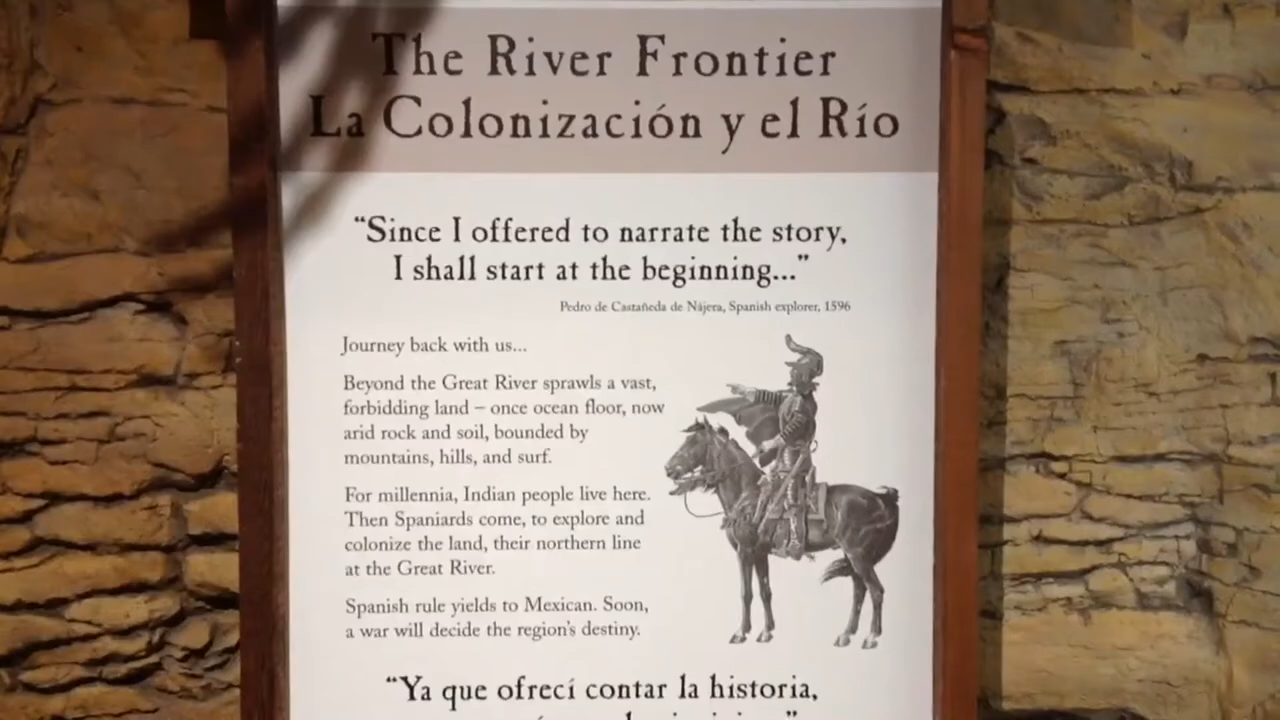 The River Frontier
La Colonización y el Río
“Since I offered to narrate the story,
I shall start at the beginning...”
Pedro de Castañeda de Nájera, Spanish explorer, 1596
Journey back with us...
Beyond the Great River sprawls a vast,
forbidding land – once ocean floor, now
arid rock and soil, bounded by
mountains, hills, and surf.
For millennia, Indian people live here.
Then Spaniards come, to explore and
colonize the land, their northern line
at the Great River.
Spanish rule yields to Mexican. Soon,
a war will decide the region's destiny.
“Ya que ofrecí contar la historia,